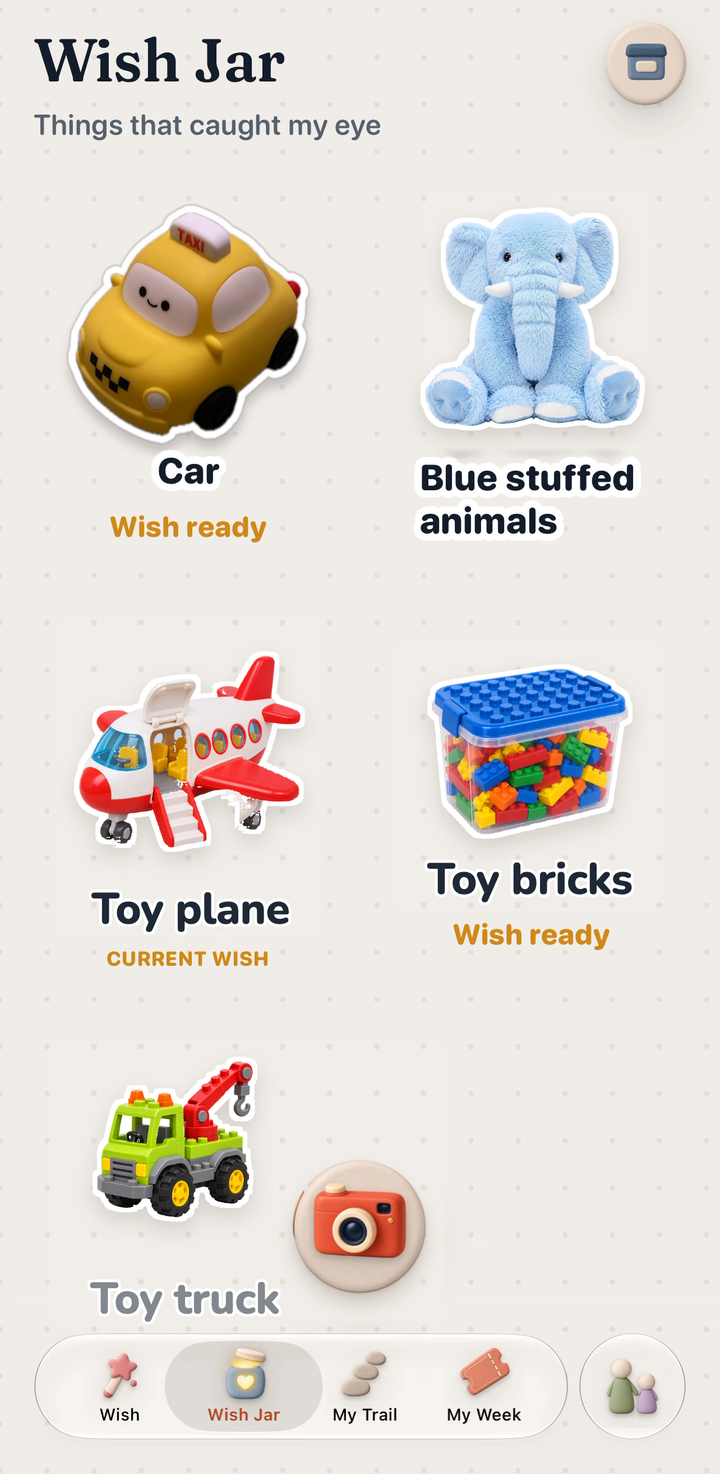 Wish Jar
Things that caught my eye
TAXI
Car
Wish ready
Blue stuffed
animals
Toy plane
CURRENT WISH
Toy bricks
Wish ready
Toy truck
Wish
Wish Jar
My Trail
My Week